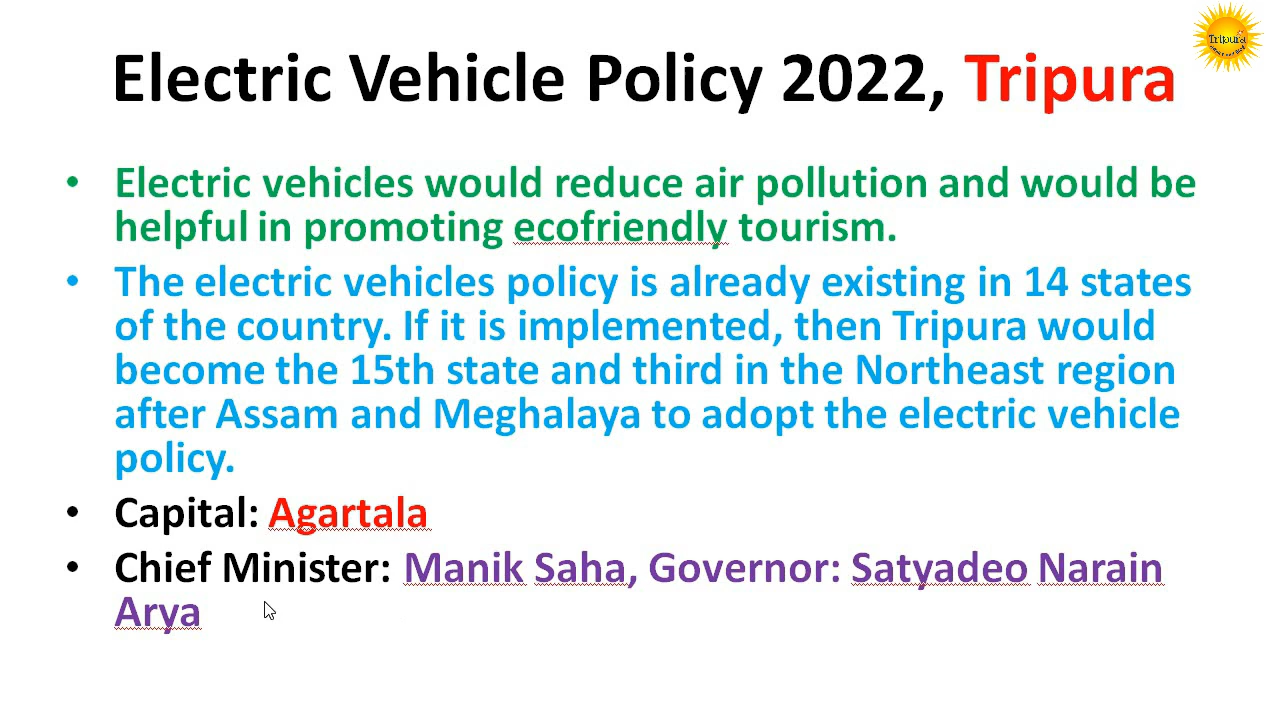 Tripura
Electric Vehicle Policy 2022, Tripura
• Electric vehicles would reduce air pollution and would be
helpful in promoting ecofriendly tourism.
• The electric vehicles policy is already existing in 14 states
of the country. If it is implemented, then Tripura would
become the 15th state and third in the Northeast region
after Assam and Meghalaya to adopt the electric vehicle
policy.
• Capital: Agartala
• Chief Minister: Manik Saha, Governor: Satyadeo Narain
Arya